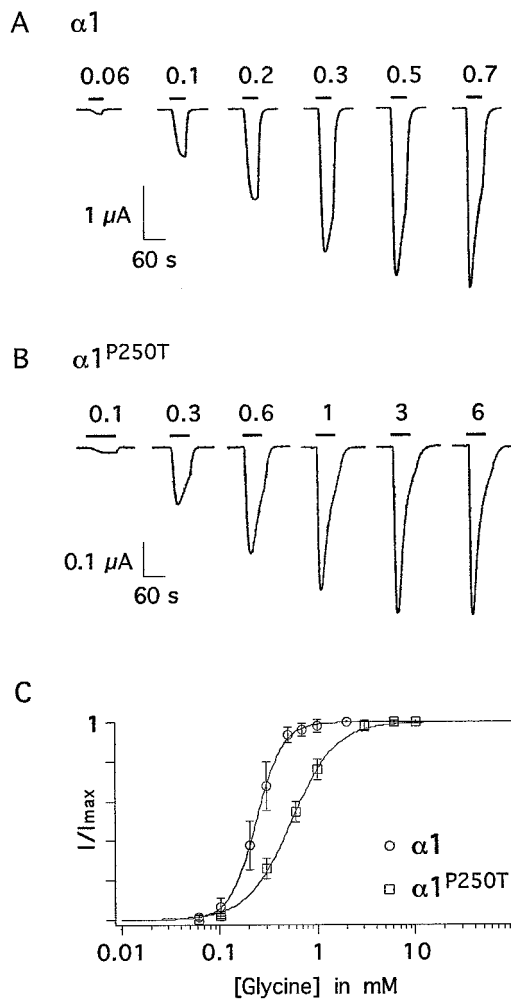 A α1
0.06 0.1 0.2 0.3 0.5 0.7
1 µA
60 s
B α1P250T
0.1 0.3 0.6 1 3 6
0.1 µA
60 s
C
1
I/Imax
α1
α1P250T
0.01 0.1 1 10
[Glycine] in mM